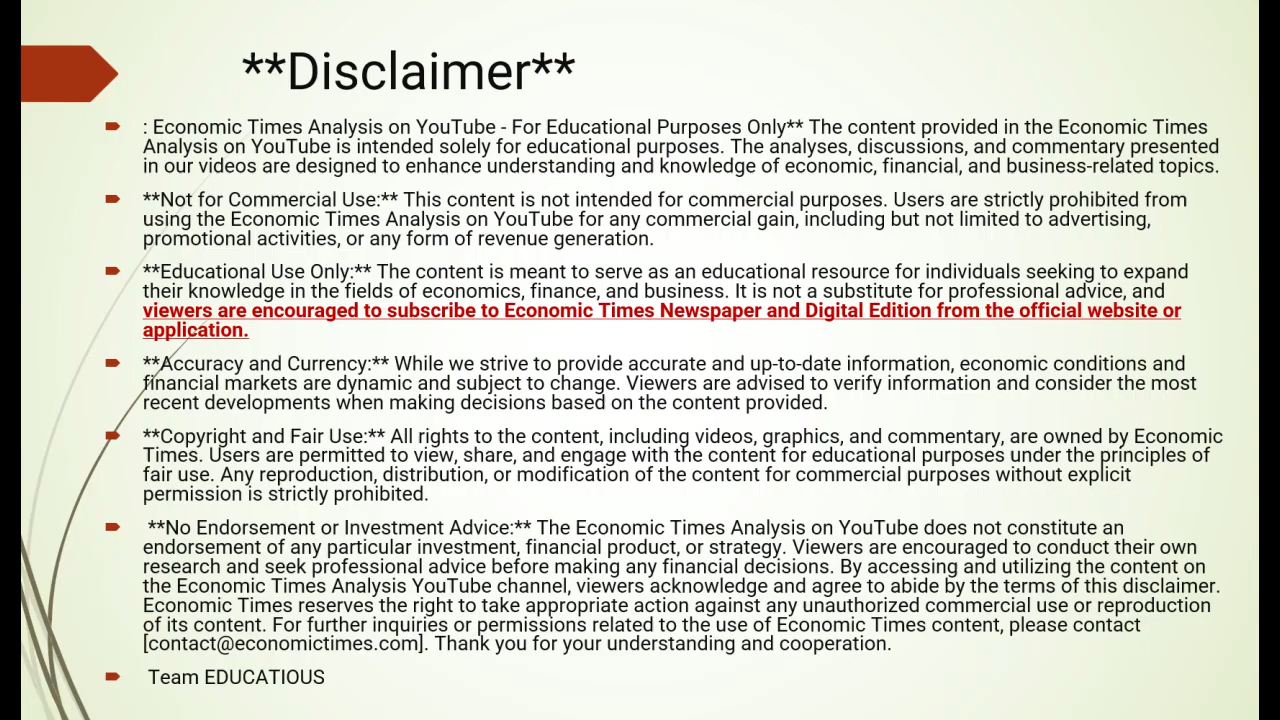 **Disclaimer**
: Economic Times Analysis on YouTube - For Educational Purposes Only** The content provided in the Economic Times
Analysis on YouTube is intended solely for educational purposes. The analyses, discussions, and commentary presented
in our videos are designed to enhance understanding and knowledge of economic, financial, and business-related topics.
**Not for Commercial Use:** This content is not intended for commercial purposes. Users are strictly prohibited from
using the Economic Times Analysis on YouTube for any commercial gain, including but not limited to advertising,
promotional activities, or any form of revenue generation.
**Educational Use Only:** The content is meant to serve as an educational resource for individuals seeking to expand
their knowledge in the fields of economics, finance, and business. It is not a substitute for professional advice, and
viewers are encouraged to subscribe to Economic Times Newspaper and Digital Edition from the official website or
application.
**Accuracy and Currency:** While we strive to provide accurate and up-to-date information, economic conditions and
financial markets are dynamic and subject to change. Viewers are advised to verify information and consider the most
recent developments when making decisions based on the content provided.
**Copyright and Fair Use:** All rights to the content, including videos, graphics, and commentary, are owned by Economic
Times. Users are permitted to view, share, and engage with the content for educational purposes under the principles of
fair use. Any reproduction, distribution, or modification of the content for commercial purposes without explicit
permission is strictly prohibited.
**No Endorsement or Investment Advice:** The Economic Times Analysis on YouTube does not constitute an
endorsement of any particular investment, financial product, or strategy. Viewers are encouraged to conduct their own
research and seek professional advice before making any financial decisions. By accessing and utilizing the content on
the Economic Times Analysis YouTube channel, viewers acknowledge and agree to abide by the terms of this disclaimer.
Economic Times reserves the right to take appropriate action against any unauthorized commercial use or reproduction
of its content. For further inquiries or permissions related to the use of Economic Times content, please contact
[contact@economictimes.com]. Thank you for your understanding and cooperation.
Team EDUCATIOUS